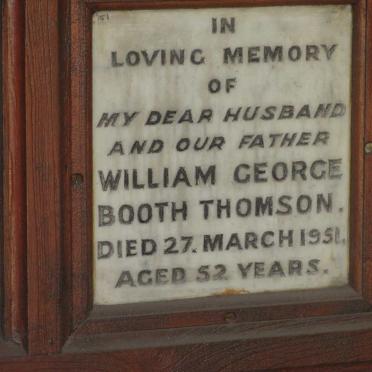 151
IN
LOVING MEMORY
OF
MY DEAR HUSBAND
AND OUR FATHER
WILLIAM GEORGE
BOOTH THOMSON.
DIED 27. MARCH 1951.
AGED 52 YEARS.